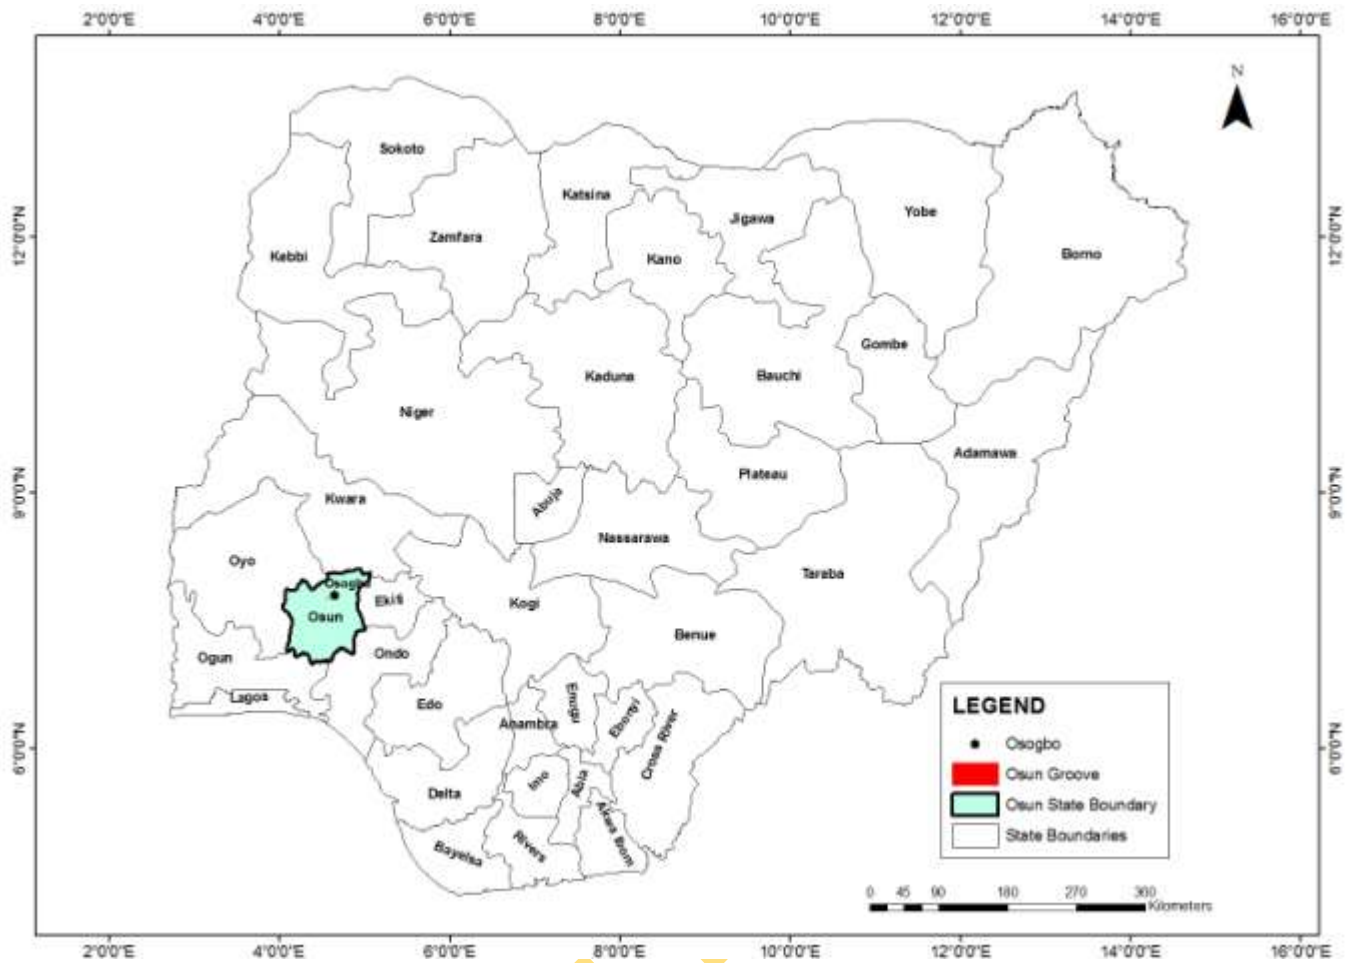 2°0'0"E 4°0'0"E 6°0'0"E 8°0'0"E 10°0'0"E 12°0'0"E 14°0'0"E 16°0'0"E
N
Sokoto
Katsina
Yobe
Jigawa
Zamfara
12°0'0"N
12°0'0"N
Kebbi
Kano
Borno
Gombe
Kaduna
Bauchi
Niger
Adamawa
Plateau
9°0'0"N
9°0'0"N
Kwara
Abuja
Nassarawa
Oyo
Taraba
Osogbo
Ekiti
Kogi
Osun
Benue
Ogun
Ondo
Lagos
Edo
Enugu
Ebonyi
Anambra
Cross River
6°0'0"N
6°0'0"N
Imo
Abia
Delta
Akwa Ibom
Rivers
Bayelsa
LEGEND
Osogbo
Osun Groove
Osun State Boundary
State Boundaries
0 45 90 180 270 360
Kilometers
2°0'0"E 4°0'0"E 6°0'0"E 8°0'0"E 10°0'0"E 12°0'0"E 14°0'0"E 16°0'0"E